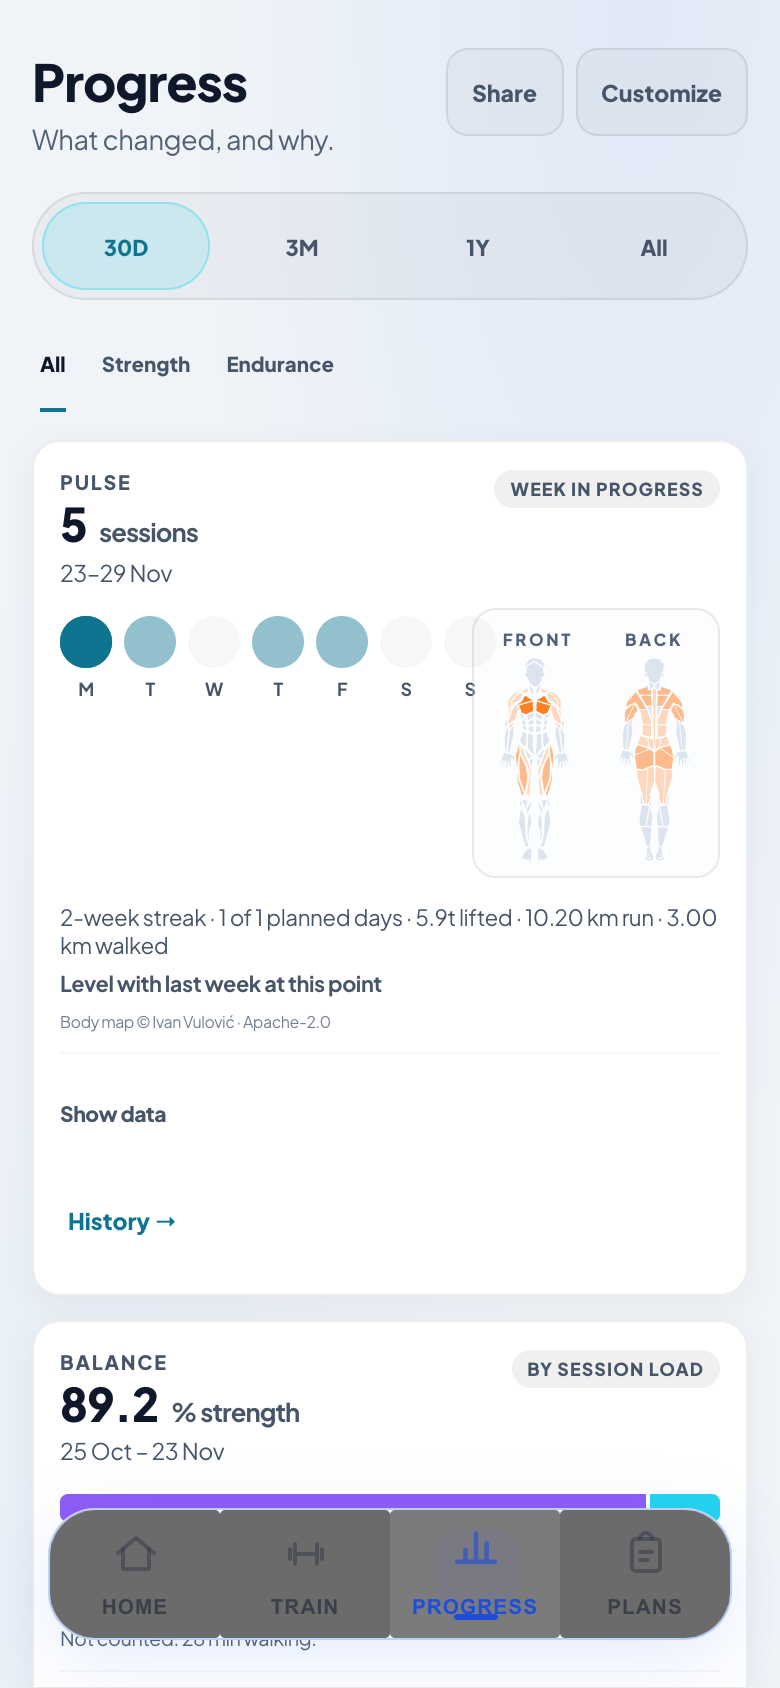 Progress
Share
Customize
What changed, and why.
30D
3M
1Y
All
All
Strength
Endurance
PULSE
WEEK IN PROGRESS
5 sessions
23–29 Nov
M
T
W
T
F
S
S
FRONT
BACK
2-week streak · 1 of 1 planned days · 5.9t lifted · 10.20 km run · 3.00
km walked
Level with last week at this point
Body map © Ivan Vulović · Apache-2.0
Show data
History →
BALANCE
BY SESSION LOAD
89.2 % strength
25 Oct – 23 Nov
HOME
TRAIN
PROGRESS
PLANS
Not counted: min walking.